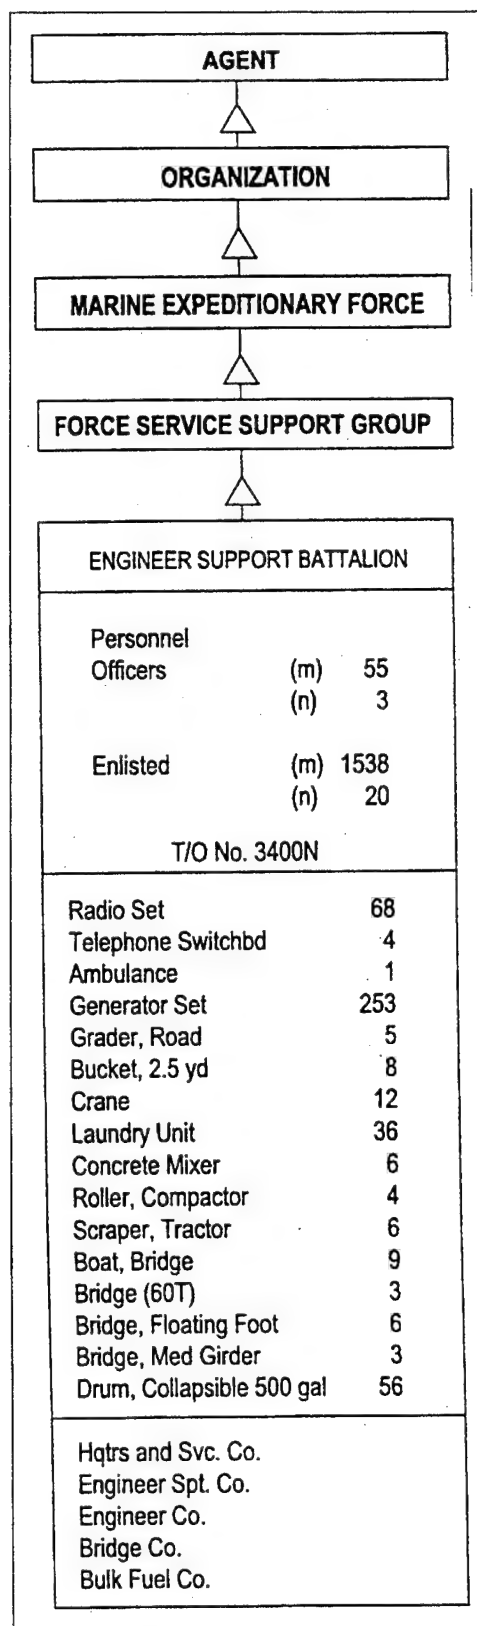 AGENT
ORGANIZATION
MARINE EXPEDITIONARY FORCE
FORCE SERVICE SUPPORT GROUP
ENGINEER SUPPORT BATTALION
Personnel
Officers (m) 55
(n) 3
Enlisted (m) 1538
(n) 20
T/O No. 3400N
Radio Set 68
Telephone Switchbd 4
Ambulance 1
Generator Set 253
Grader, Road 5
Bucket, 2.5 yd 8
Crane 12
Laundry Unit 36
Concrete Mixer 6
Roller, Compactor 4
Scraper, Tractor 6
Boat, Bridge 9
Bridge (60T) 3
Bridge, Floating Foot 6
Bridge, Med Girder 3
Drum, Collapsible 500 gal 56
Hqtrs and Svc. Co.
Engineer Spt. Co.
Engineer Co.
Bridge Co.
Bulk Fuel Co.